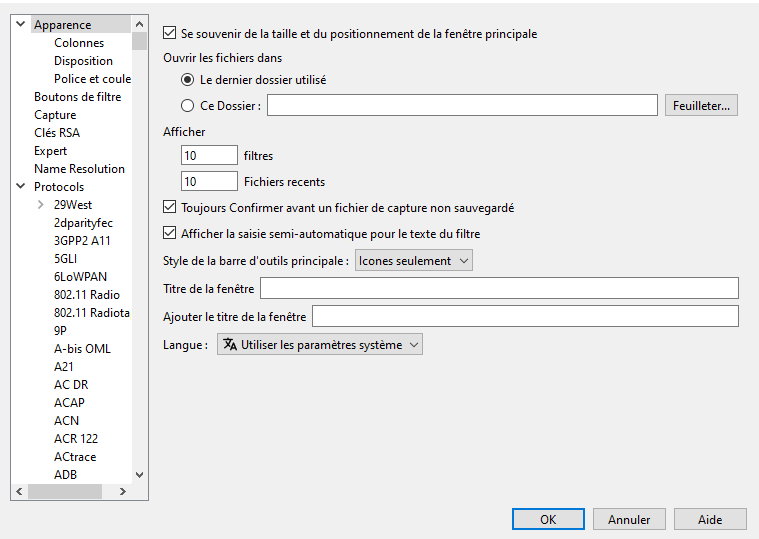 Apparence
Colonnes
Disposition
Police et coule
Boutons de filtre
Capture
Clés RSA
Expert
Name Resolution
Protocols
29West
2dparityfec
3GPP2 A11
5GLI
6LoWPAN
802.11 Radio
802.11 Radiota
9P
A-bis OML
A21
AC DR
ACAP
ACN
ACR 122
ACtrace
ADB
Se souvenir de la taille et du positionnement de la fenêtre principale
Ouvrir les fichiers dans
Le dernier dossier utilisé
Ce Dossier : Feuilleter...
Afficher
10 filtres
10 Fichiers recents
Toujours Confirmer avant un fichier de capture non sauvegardé
Afficher la saisie semi-automatique pour le texte du filtre
Style de la barre d'outils principale : Icones seulement
Titre de la fenêtre
Ajouter le titre de la fenêtre
Langue : Utiliser les paramètres système
OK Annuler Aide